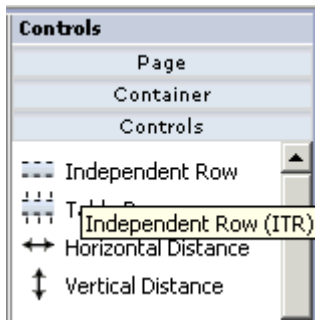 Controls
Page
Container
Controls
Independent Row
Independent Row (ITR)
Horizontal Distance
Vertical Distance